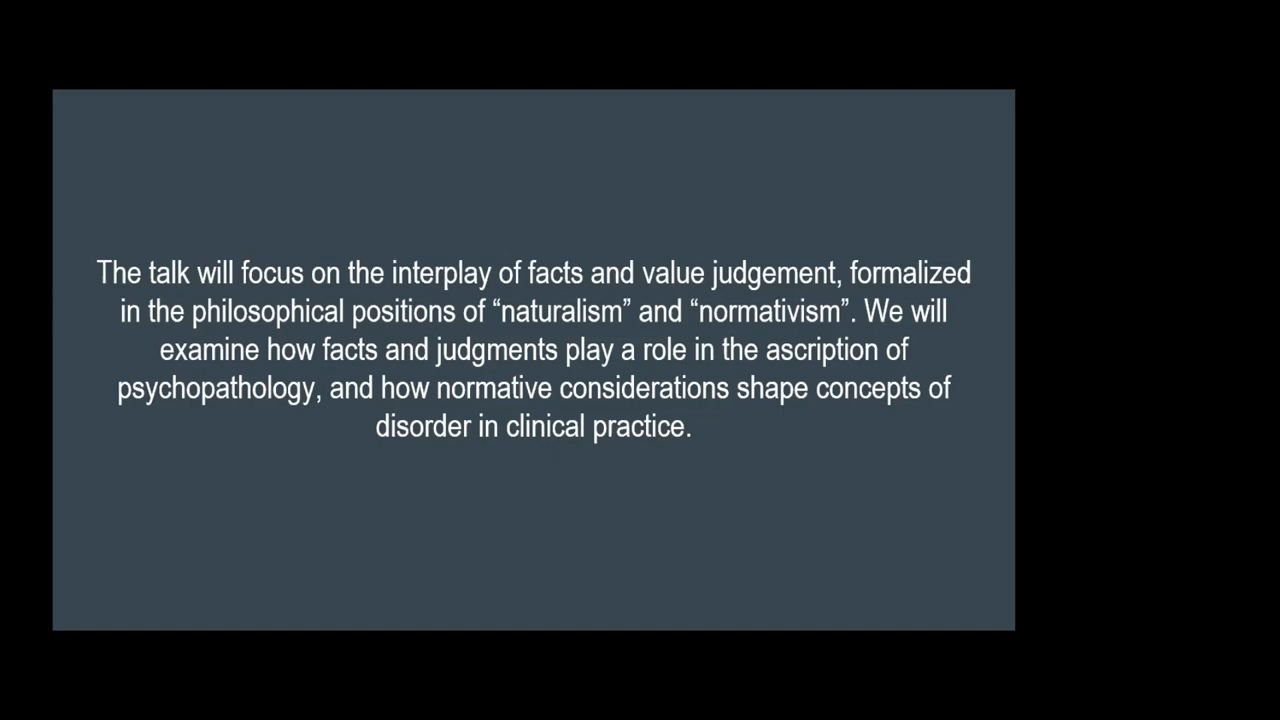 The talk will focus on the interplay of facts and value judgement, formalized
in the philosophical positions of “naturalism” and “normativism”. We will
examine how facts and judgments play a role in the ascription of
psychopathology, and how normative considerations shape concepts of
disorder in clinical practice.